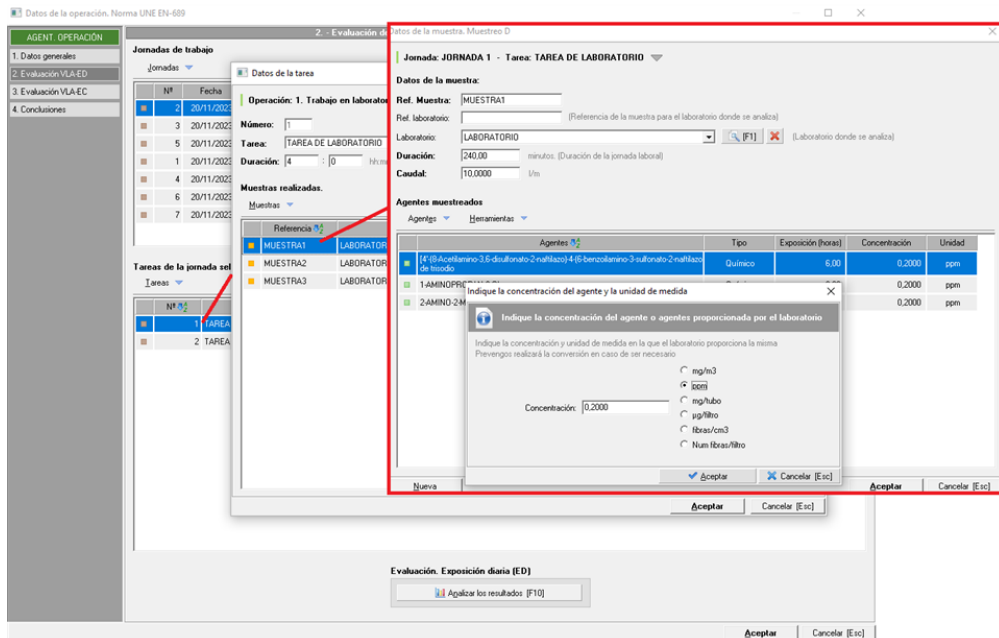 Datos de la operación. Norma UNE EN-689
AGENT: OPERACIÓN
1. Datos generales
2. Evaluación VLA-ED
3. Evaluación VLA-EC
4. Conclusiones
2. - Evaluación de
Jornadas de trabajo
Jornadas
Nº Fecha
2 20/11/2023
3 20/11/2023
5 20/11/2023
1 20/11/2023
4 20/11/2023
6 20/11/2023
7 20/11/2023
Tareas de la jornada sel
Tareas
Nº
1 TAREA
2 TAREA
Datos de la tarea
Operación: 1. Trabajo en laborator
Número: 1
Tarea: TAREA DE LABORATORIO
Duración: 4 : 0 hh:m
Muestras realizadas.
Muestras
Referencia
MUESTRA1 LABORATOR
MUESTRA2 LABORATOR
MUESTRA3 LABORATOR
Aceptar Cancelar [Esc]
Datos de la muestra. Muestreo D
Jornada: JORNADA 1 - Tarea: TAREA DE LABORATORIO
Datos de la muestra:
Ref. Muestra: MUESTRA1
Ref. laboratorio: (Referencia de la muestra para el laboratorio donde se analiza)
Laboratorio: LABORATORIO [F1] (Laboratorio donde se analiza)
Duración: 240,00 minutos. (Duración de la jornada laboral)
Caudal: 10,0000 l/m
Agentes muestreados
Agentes Herramientas
Agentes Tipo Exposición (horas) Concentración Unidad
[4'-(8-Acetilamino-3,6-disulfonato-2-naftilazo)-4-(6-benzoilamino-3-sulfonato-2-naftilazo
de trisodio Químico 6,00 0,2000 ppm
0,2000 ppm
2-AMINO-2-M 0,2000 ppm
Indique la concentración del agente y la unidad de medida
Indique la concentración del agente o agentes proporcionada por el laboratorio
Indique la concentración y unidad de medida en la que el laboratorio proporciona la misma
Prevengos realizará la conversión en caso de ser necesario
Concentración: 0,2000
mg/m3
ppm
mg/tubo
µg/filtro
fibras/cm3
Num fibras/filtro
Aceptar Cancelar [Esc]
Nueva Aceptar Cancelar [Esc]
Evaluación. Exposición diaria (ED)
Analizar los resultados [F10]
Aceptar Cancelar [Esc]